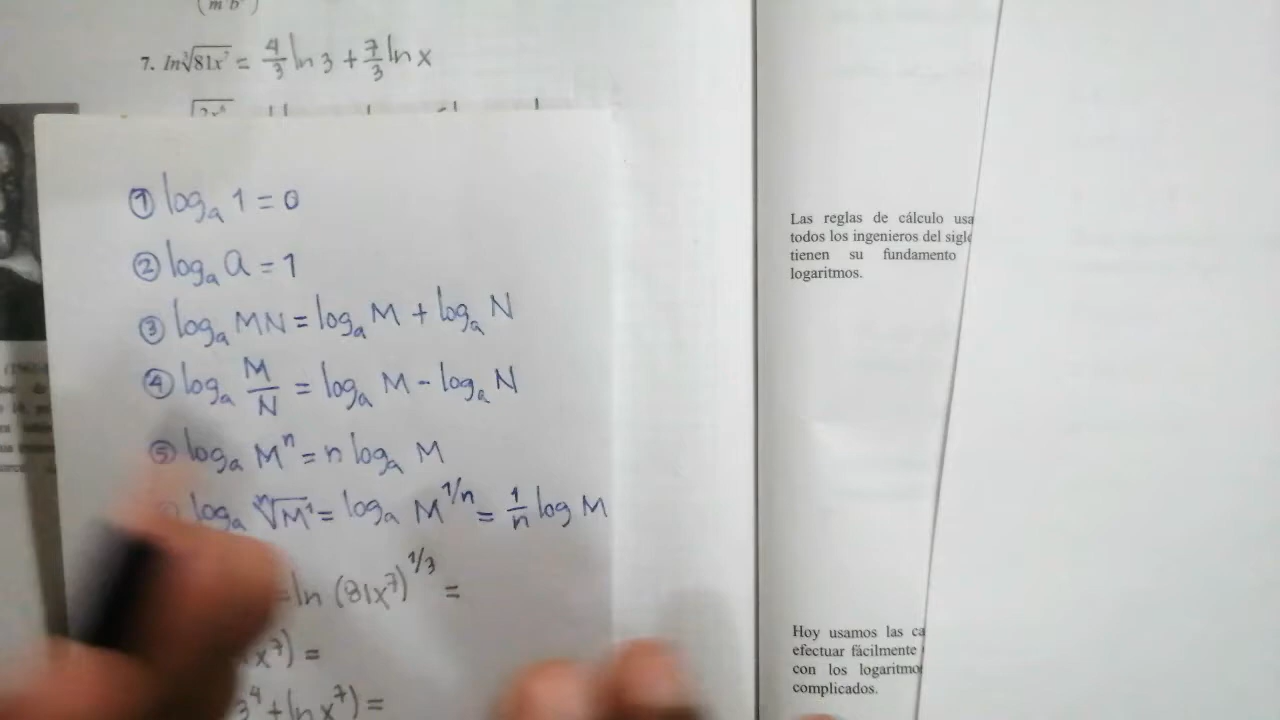 (m b )
7. ln∛81x⁷ = 4/3 ln 3 + 7/3 ln x
① logₐ 1 = 0
② logₐ a = 1
③ logₐ MN = logₐ M + logₐ N
④ logₐ M/N = logₐ M - logₐ N
⑤ logₐ Mⁿ = n logₐ M
logₐ ⁿ√M¹ = logₐ M^1/n = 1/n log M
= ln (81x⁷)^1/3 =
x⁷) =
3⁴ + ln x⁷) =
Las reglas de cálculo usa
todos los ingenieros del
tienen su fundamento
logaritmos.
Hoy usamos las
efectuar fácilmente
con los
complicados.